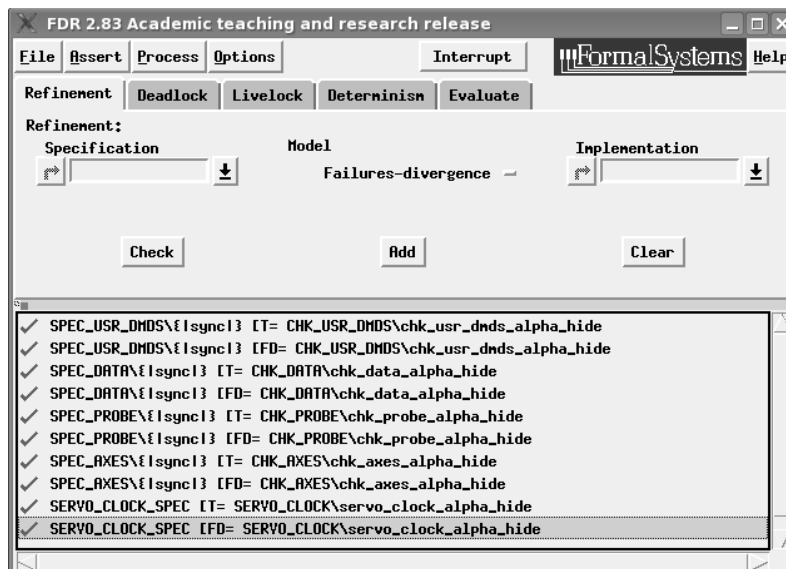 FDR 2.83 Academic teaching and research release
File Assert Process Options Interrupt FormalSystems Help
Refinement Deadlock Livelock Determinism Evaluate
Refinement:
Specification Model Implementation
Failures-divergence
Check Add Clear
SPEC_USR_DMDS\{|sync|} [T= CHK_USR_DMDS\chk_usr_dmds_alpha_hide
SPEC_USR_DMDS\{|sync|} [FD= CHK_USR_DMDS\chk_usr_dmds_alpha_hide
SPEC_DATA\{|sync|} [T= CHK_DATA\chk_data_alpha_hide
SPEC_DATA\{|sync|} [FD= CHK_DATA\chk_data_alpha_hide
SPEC_PROBE\{|sync|} [T= CHK_PROBE\chk_probe_alpha_hide
SPEC_PROBE\{|sync|} [FD= CHK_PROBE\chk_probe_alpha_hide
SPEC_AXES\{|sync|} [T= CHK_AXES\chk_axes_alpha_hide
SPEC_AXES\{|sync|} [FD= CHK_AXES\chk_axes_alpha_hide
SERVO_CLOCK_SPEC [T= SERVO_CLOCK\servo_clock_alpha_hide
SERVO_CLOCK_SPEC [FD= SERVO_CLOCK\servo_clock_alpha_hide